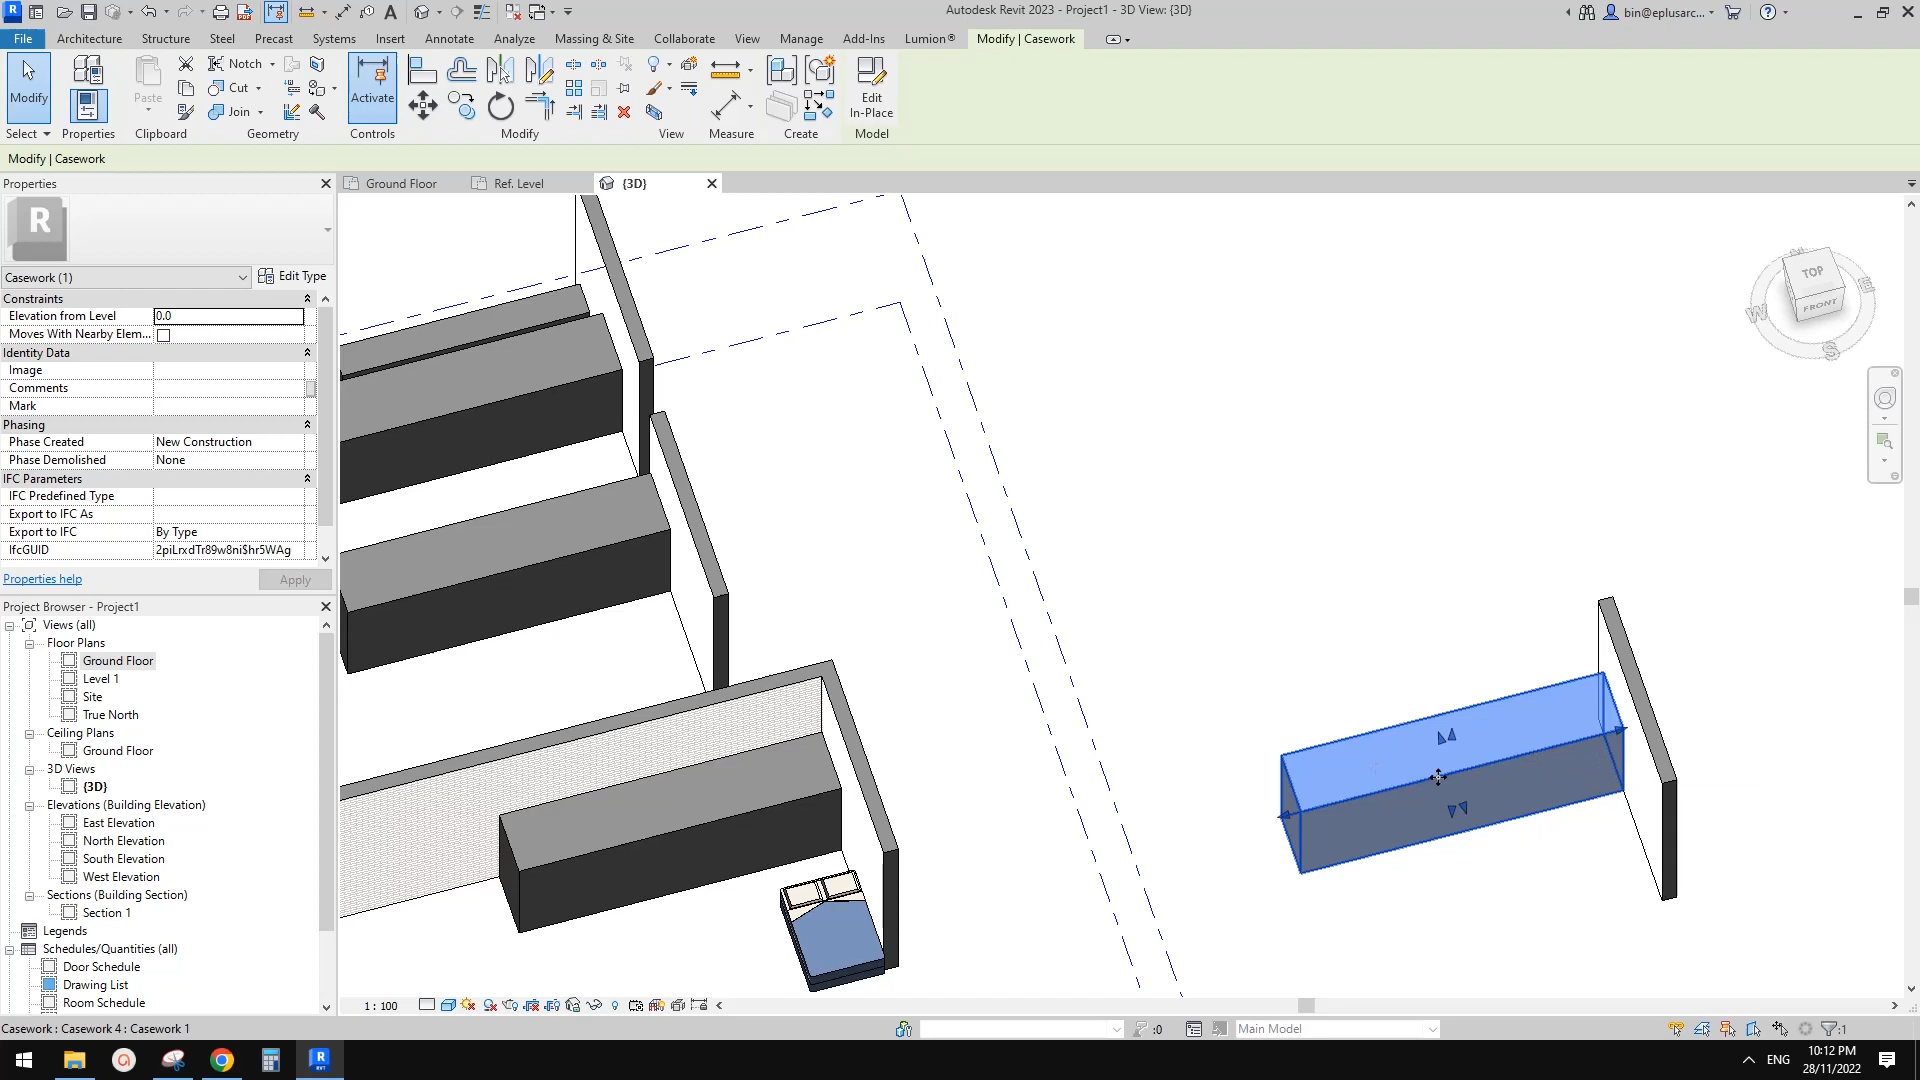 Autodesk Revit 2023 - Project1 - 3D View: {3D}
bin@eplusarc...
File Architecture Structure Steel Precast Systems Insert Annotate Analyze Massing & Site Collaborate View Manage Add-Ins Lumion® Modify | Casework
Modify
Paste
Notch
Cut
Join
Activate
Edit
In-Place
Select Properties Clipboard Geometry Controls Modify View Measure Create Model
Modify | Casework
Properties
Ground Floor Ref. Level {3D}
R
Casework (1) Edit Type
Constraints
Elevation from Level 0.0
Moves With Nearby Elem...
Identity Data
Image
Comments
Mark
Phasing
Phase Created New Construction
Phase Demolished None
IFC Parameters
IFC Predefined Type
Export to IFC As
Export to IFC By Type
IfcGUID 2piLrxdTr89w8ni$hr5WAg
Properties help Apply
Project Browser - Project1
Views (all)
Floor Plans
Ground Floor
Level 1
Site
True North
Ceiling Plans
Ground Floor
3D Views
{3D}
Elevations (Building Elevation)
East Elevation
North Elevation
South Elevation
West Elevation
Sections (Building Section)
Section 1
Legends
Schedules/Quantities (all)
Door Schedule
Drawing List
Room Schedule
TOP
FRONT
W
S
E
1 : 100
Casework : Casework 4 : Casework 1
:0
Main Model
:1
ENG
10:12 PM
28/11/2022